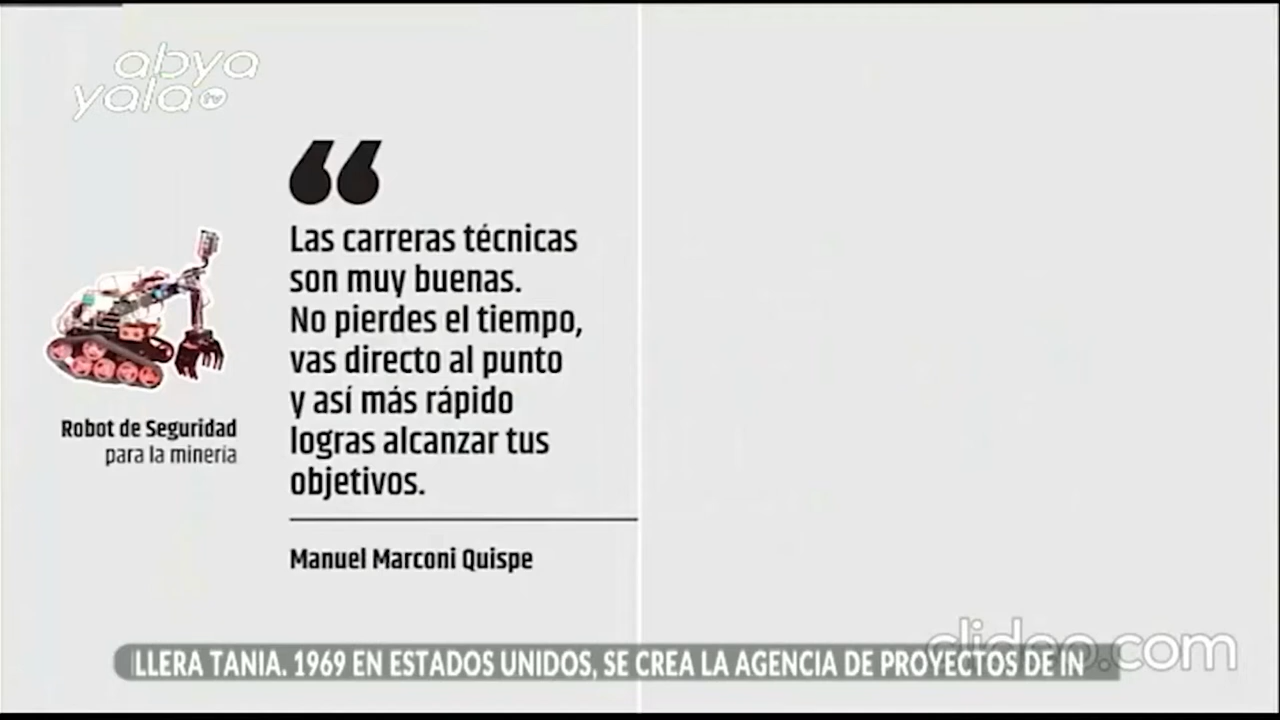 abya
yala tv
Las carreras técnicas
son muy buenas.
No pierdes el tiempo,
vas directo al punto
y así más rápido
logras alcanzar tus
objetivos.
Manuel Marconi Quispe
Robot de Seguridad
para la minería
LLERA TANIA. 1969 EN ESTADOS UNIDOS, SE CREA LA AGENCIA DE PROYECTOS DE IN
clideo.com